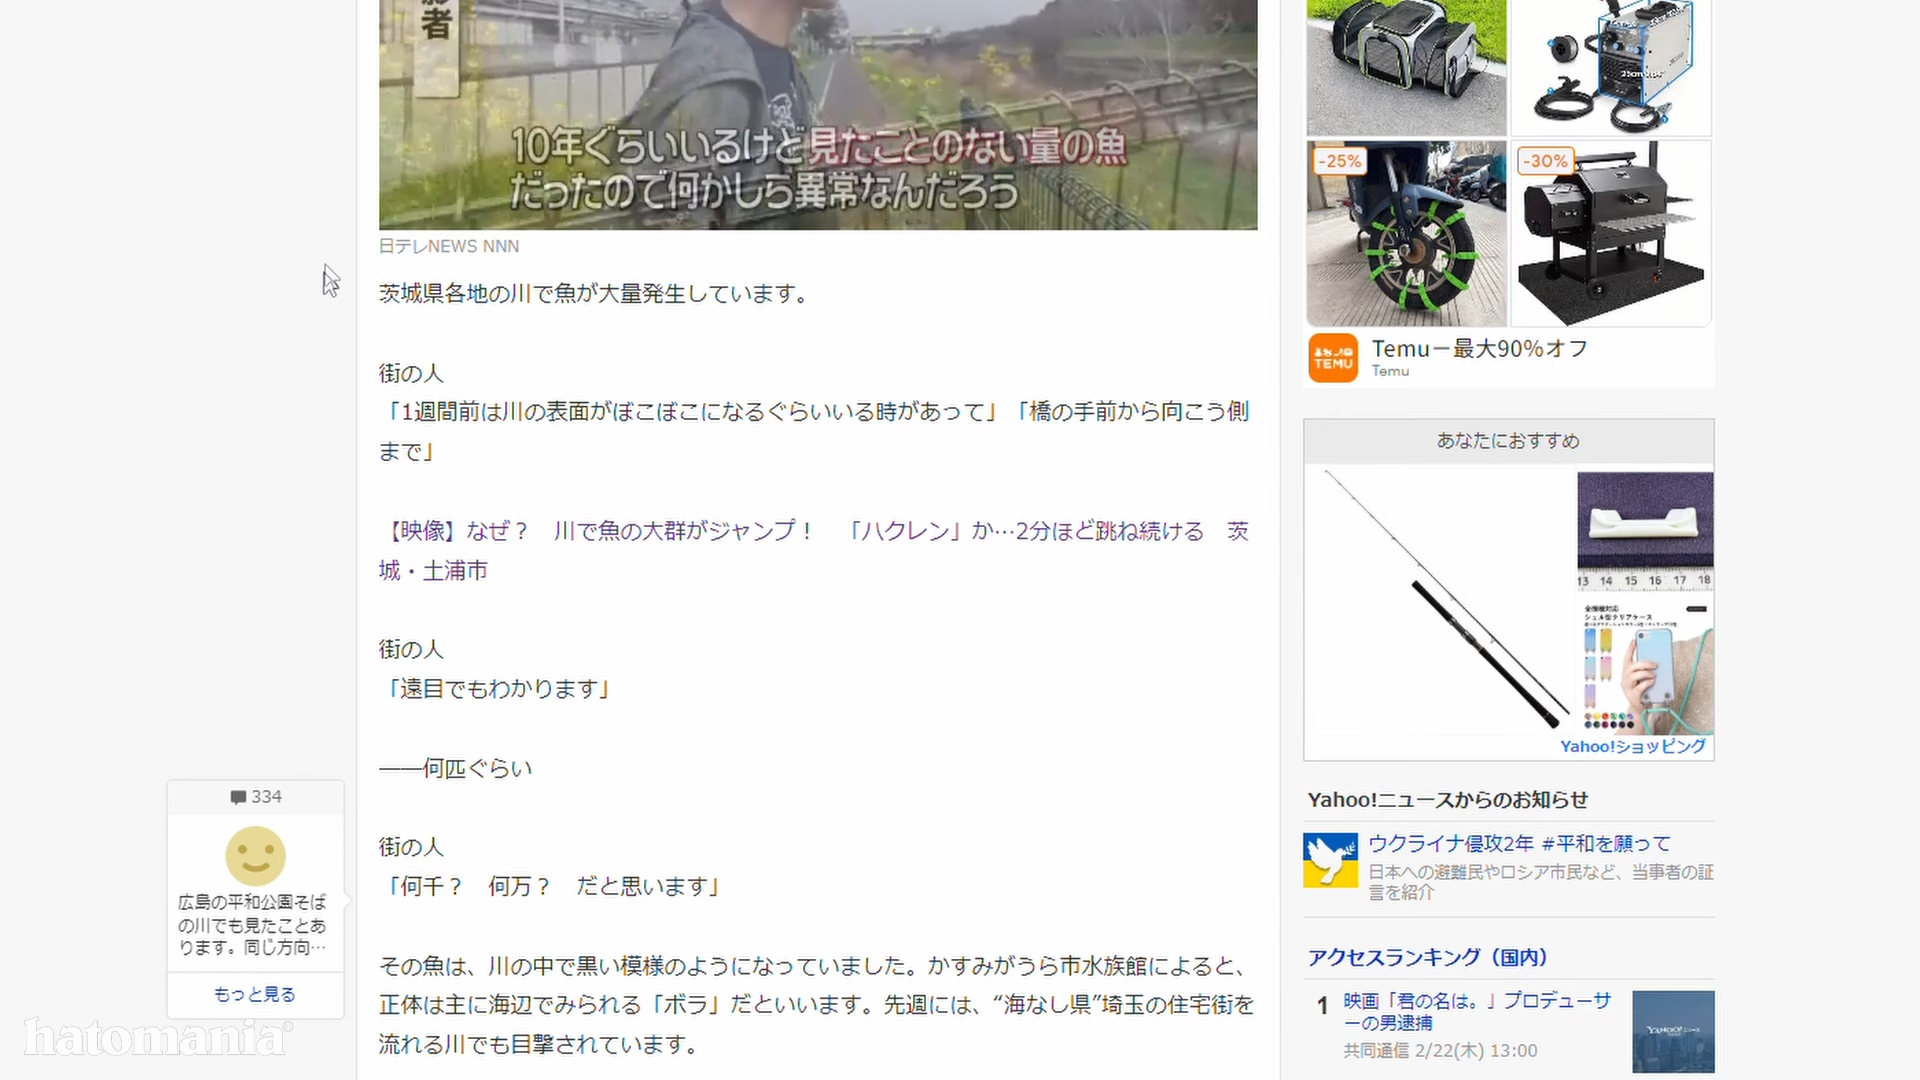 者
10年ぐらいいるけど見たことのない量の魚
だったので何かしら異常なんだろう
日テレNEWS NNN
茨城県各地の川で魚が大量発生しています。
街の人
「1週間前は川の表面がぼこぼこになるぐらいいる時があって」「橋の手前から向こう側
まで」
【映像】なぜ？　川で魚の大群がジャンプ！　「ハクレン」か…2分ほど跳ね続ける　茨
城・土浦市
街の人
「遠目でもわかります」
――何匹ぐらい
街の人
「何千？　何万？　だと思います」
その魚は、川の中で黒い模様のようになっていました。かすみがうら市水族館によると、
正体は主に海辺でみられる「ボラ」だといいます。先週には、“海なし県”埼玉の住宅街を
流れる川でも目撃されています。
334
広島の平和公園そば
の川でも見たことあ
ります。同じ方向…
もっと見る
hatomania
-25%
-30%
TEMU
Temu－最大90%オフ
Temu
あなたにおすすめ
13 14 15 16 17 18
全機種対応
シェル型クリアケース
Yahoo!ショッピング
Yahoo!ニュースからのお知らせ
ウクライナ侵攻2年 #平和を願って
日本への避難民やロシア市民など、当事者の証
言を紹介
アクセスランキング（国内）
1
映画「君の名は。」プロデューサ
ーの男逮捕
共同通信 2/22(木) 13:00
YAHOO!ニュース